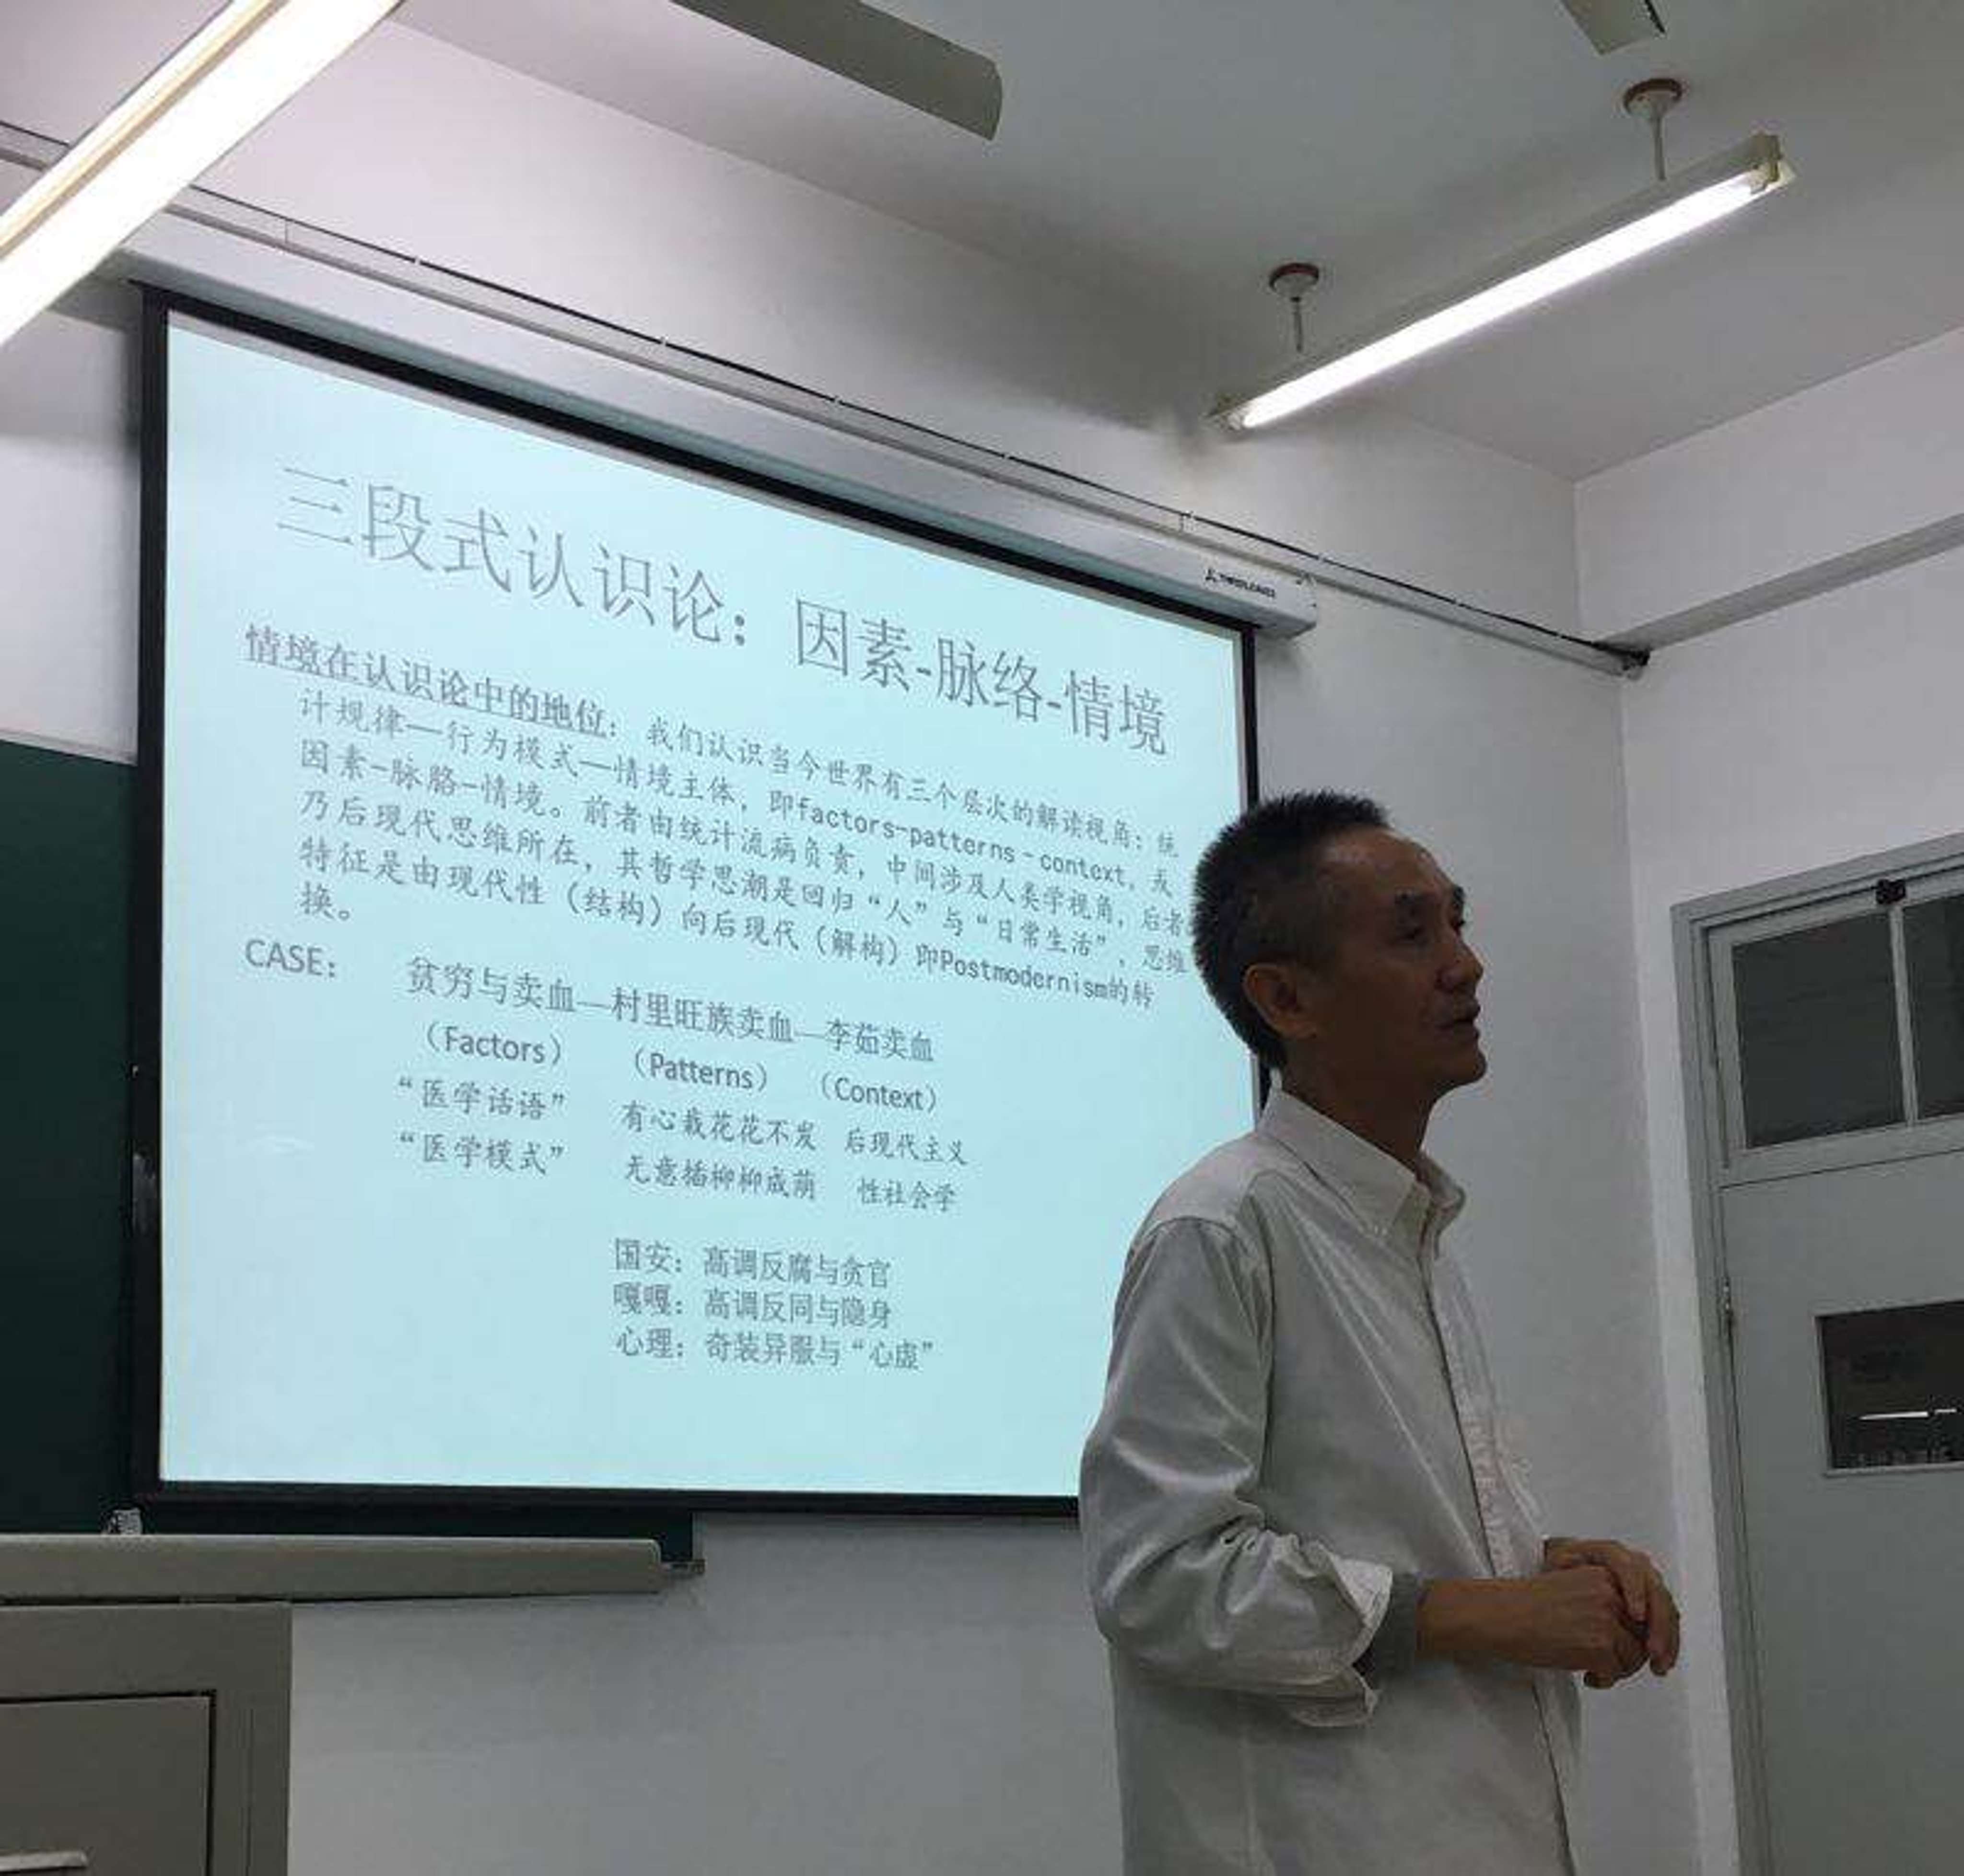 三段式认识论：因素-脉络-情境
情境在认识论中的地位：我们认识当今世界有三个层次的解读视角：统
计规律—行为模式—情境主体，即factors-patterns-context，或
因素-脉胳-情境。前者由统计流病负责，中间涉及人类学视角，后者
乃后现代思维所在，其哲学思潮是回归“人”与“日常生活”，思维
特征是由现代性（结构）向后现代（解构）即Postmodernism的转
换。
CASE： 贫穷与卖血—村里旺族卖血—李茹卖血
（Factors） （Patterns） （Context）
“医学话语” 有心栽花花不发 后现代主义
“医学模式” 无意插柳柳成荫 性社会学
国安：高调反腐与贪官
嘎嘎：高调反同与隐身
心理：奇装异服与“心虚”